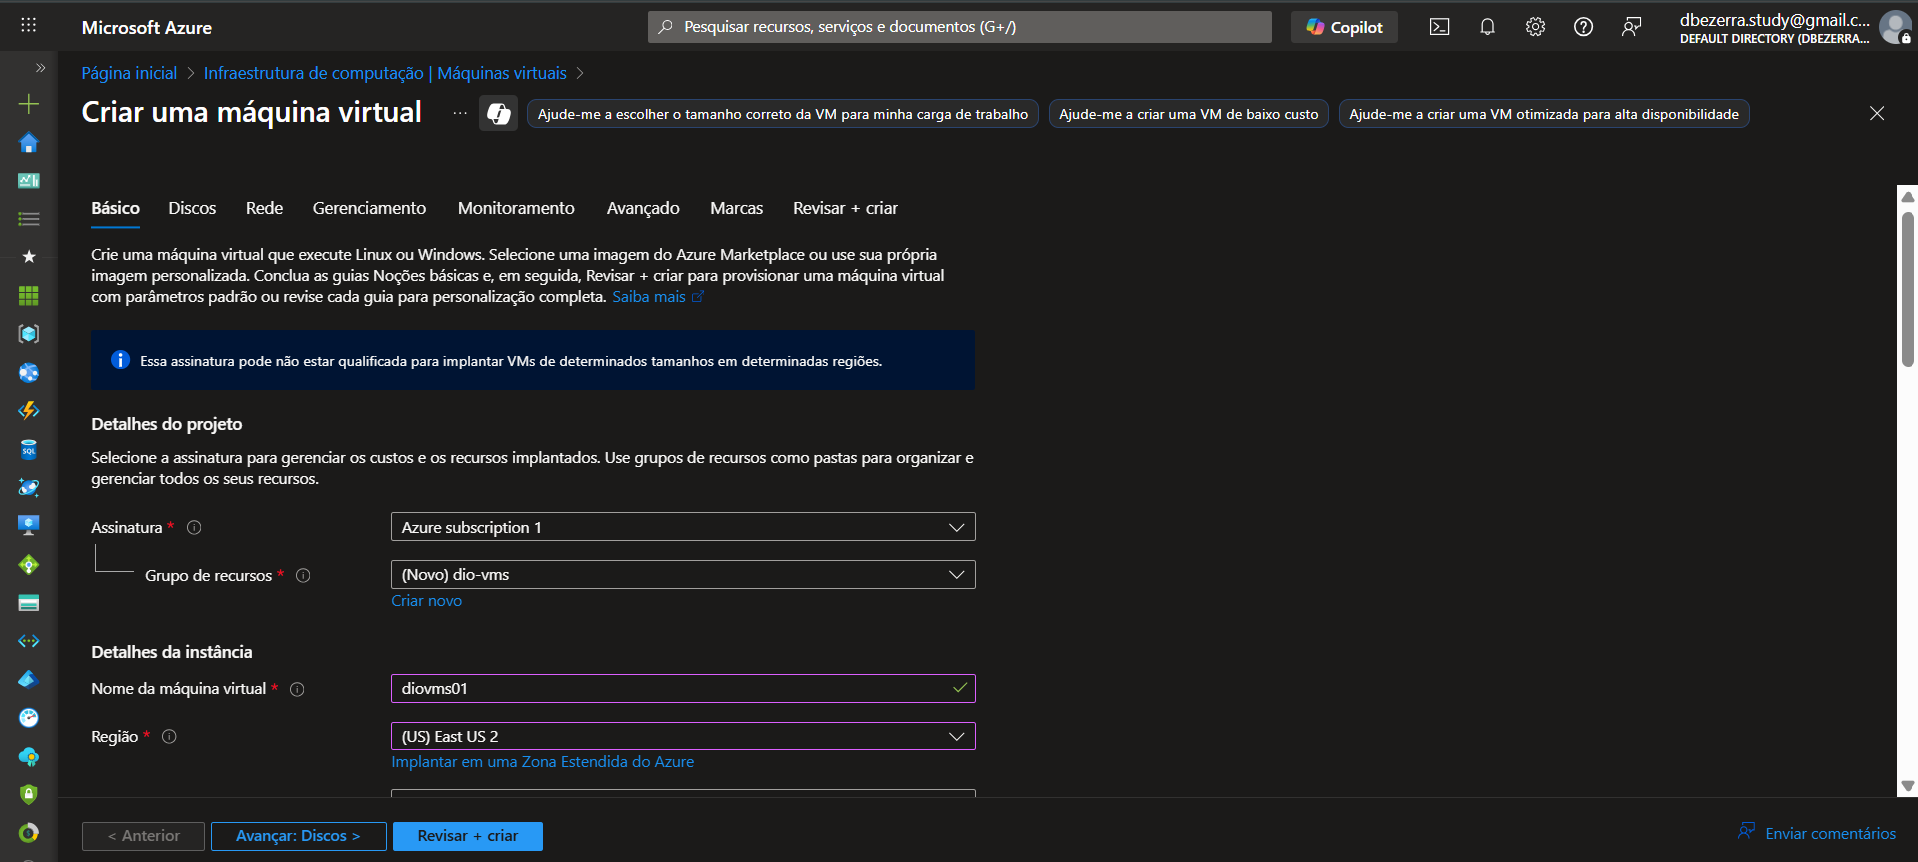 Microsoft Azure
Pesquisar recursos, serviços e documentos (G+/)
Copilot
dbezerra.study@gmail.c...
DEFAULT DIRECTORY (DBEZERRA....
Página inicial > Infraestrutura de computação | Máquinas virtuais >
Criar uma máquina virtual ...
Ajude-me a escolher o tamanho correto da VM para minha carga de trabalho
Ajude-me a criar uma VM de baixo custo
Ajude-me a criar uma VM otimizada para alta disponibilidade
Básico Discos Rede Gerenciamento Monitoramento Avançado Marcas Revisar + criar
Crie uma máquina virtual que execute Linux ou Windows. Selecione uma imagem do Azure Marketplace ou use sua própria
imagem personalizada. Conclua as guias Noções básicas e, em seguida, Revisar + criar para provisionar uma máquina virtual
com parâmetros padrão ou revise cada guia para personalização completa. Saiba mais
Essa assinatura pode não estar qualificada para implantar VMs de determinados tamanhos em determinadas regiões.
Detalhes do projeto
Selecione a assinatura para gerenciar os custos e os recursos implantados. Use grupos de recursos como pastas para organizar e
gerenciar todos os seus recursos.
Assinatura *
Azure subscription 1
Grupo de recursos *
(Novo) dio-vms
Criar novo
Detalhes da instância
Nome da máquina virtual *
diovms01
Região *
(US) East US 2
Implantar em uma Zona Estendida do Azure
< Anterior
Avançar: Discos >
Revisar + criar
Enviar comentários
SQL